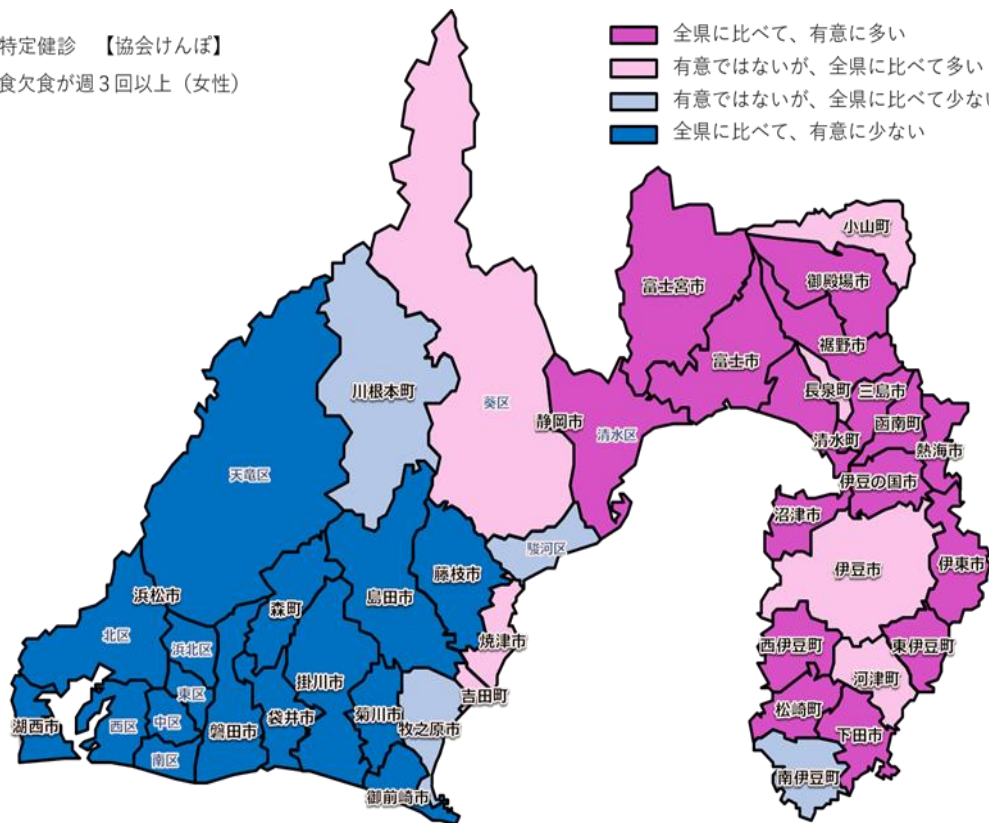 特定健診　【協会けんぽ】
食欠食が週３回以上（女性）
全県に比べて、有意に多い
有意ではないが、全県に比べて多い
有意ではないが、全県に比べて少ない
全県に比べて、有意に少ない
小山町
御殿場市
富士宮市
裾野市
富士市
長泉町
三島市
川根本町
葵区
静岡市
清水区
函南町
清水町
熱海市
天竜区
伊豆の国市
沼津市
駿河区
伊東市
藤枝市
伊豆市
浜松市
島田市
森町
北区
焼津市
浜北区
西伊豆町
東伊豆町
掛川市
河津町
東区
吉田町
湖西市
西区
中区
磐田市
袋井市
菊川市
牧之原市
松崎町
下田市
南区
御前崎市
南伊豆町